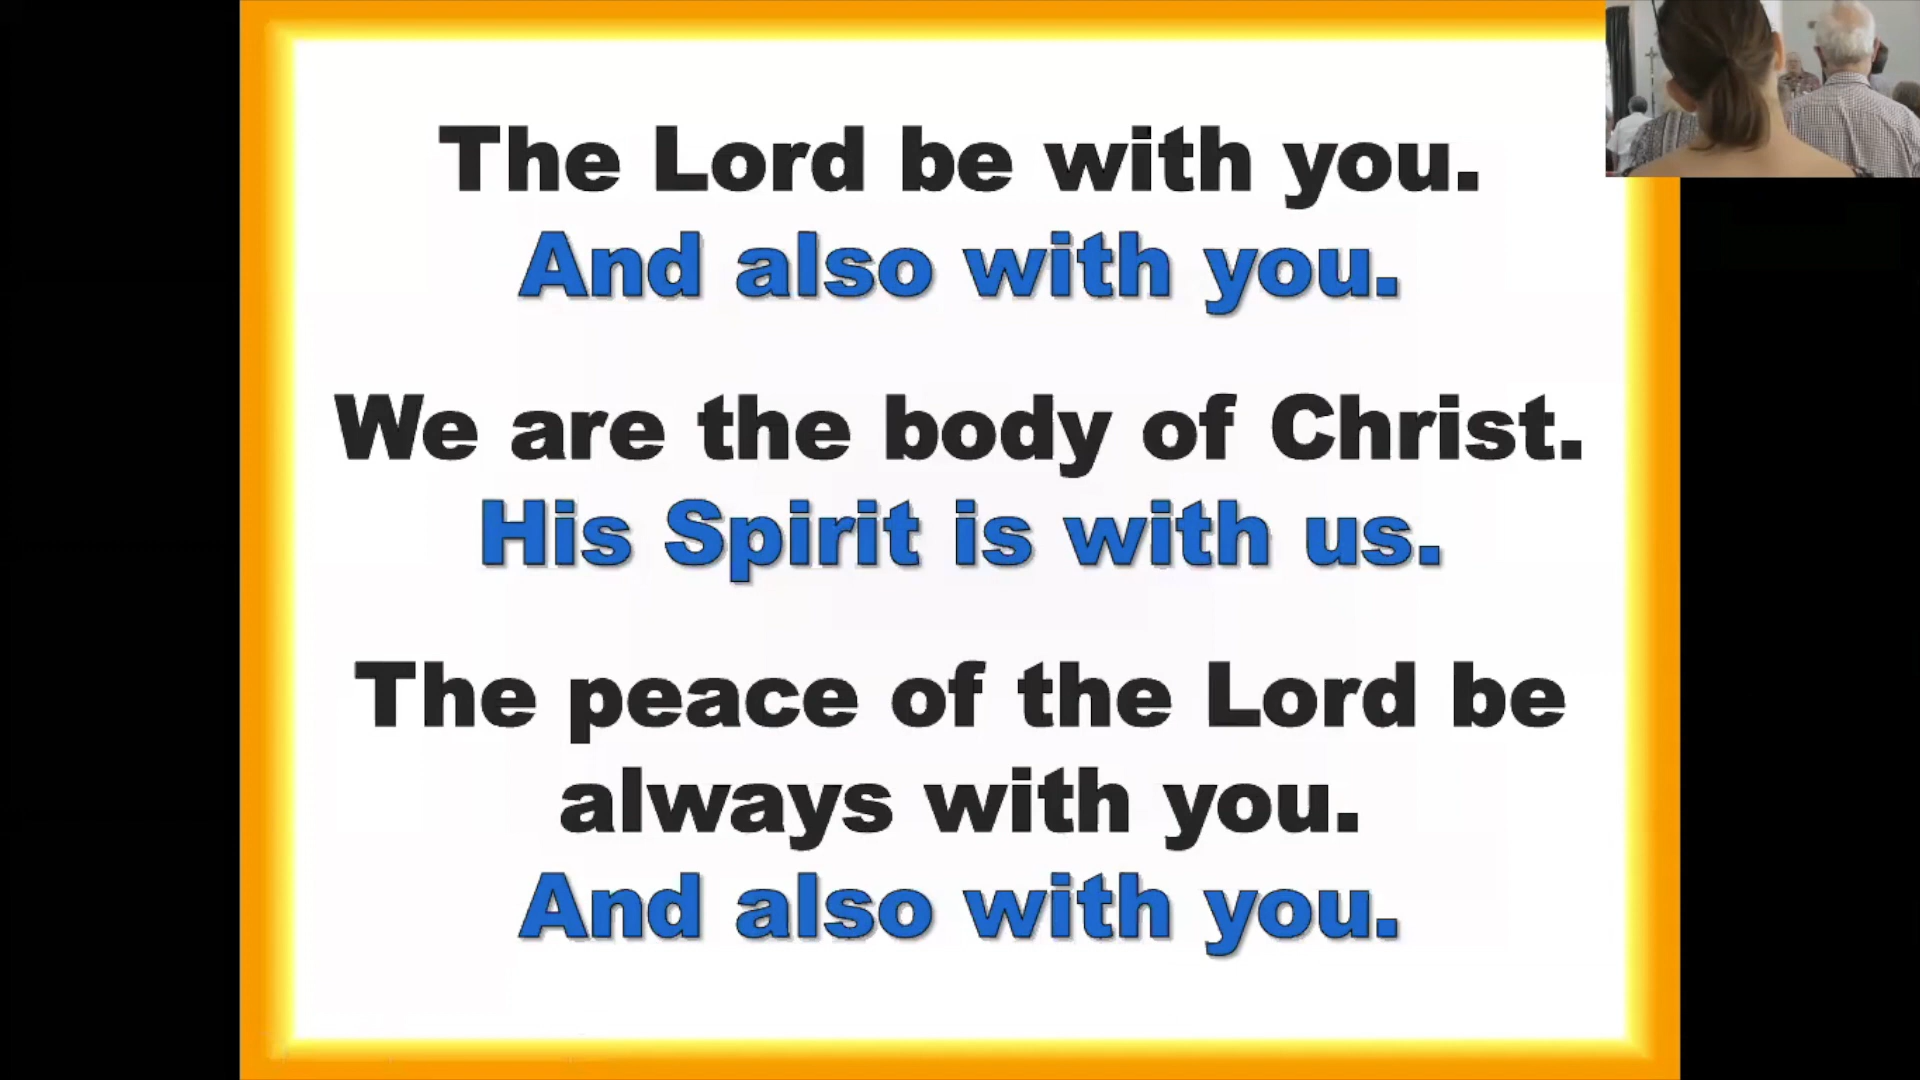 The Lord be with you.
And also with you.
We are the body of Christ.
His Spirit is with us.
The peace of the Lord be
always with you.
And also with you.